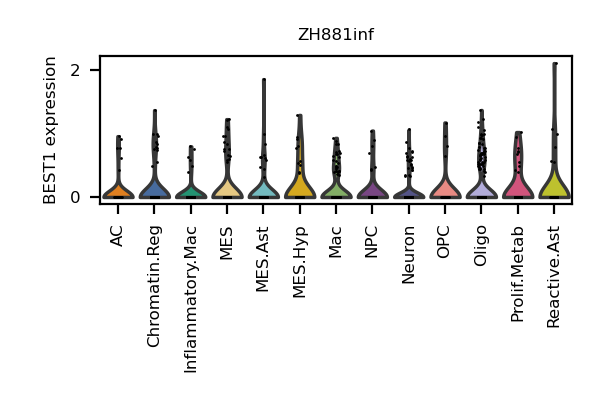 ZH881inf
BEST1 expression
2
0
AC
Chromatin.Reg
Inflammatory.Mac
MES
MES.Ast
MES.Hyp
Mac
NPC
Neuron
OPC
Oligo
Prolif.Metab
Reactive.Ast